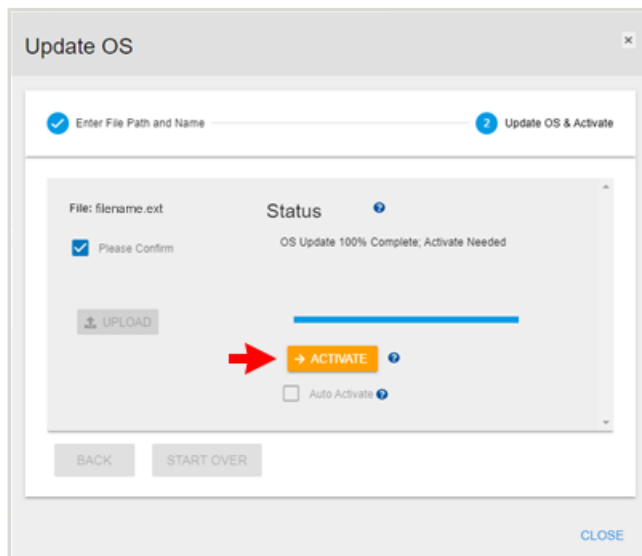 Update OS
×
Enter File Path and Name
2 Update OS & Activate
File: filename.ext
Status ?
Please Confirm
OS Update 100% Complete; Activate Needed
UPLOAD
→ ACTIVATE ?
Auto Activate ?
BACK START OVER
CLOSE